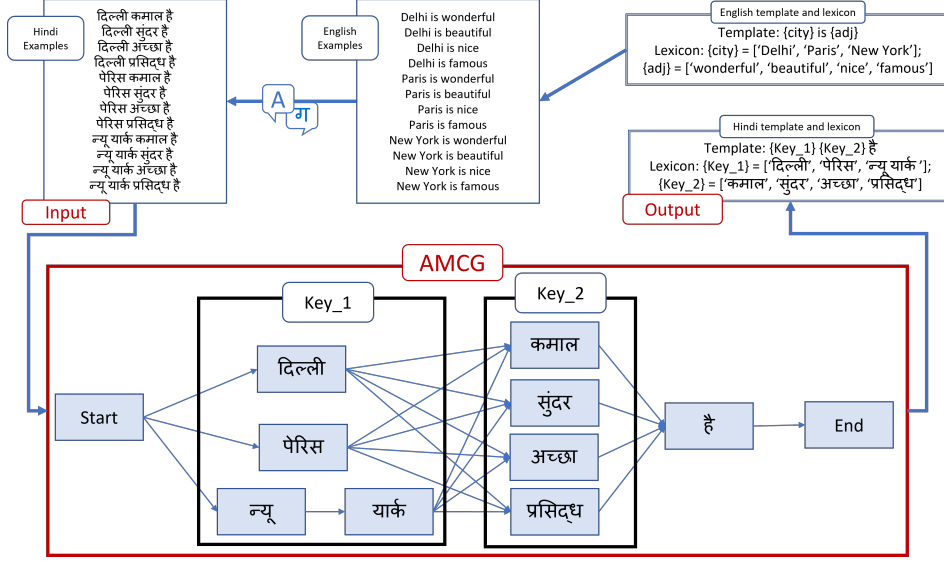 Hindi
Examples
दिल्ली कमाल है
दिल्ली सुंदर है
दिल्ली अच्छा है
दिल्ली प्रसिद्ध है
पेरिस कमाल है
पेरिस सुंदर है
पेरिस अच्छा है
पेरिस प्रसिद्ध है
न्यू यार्क कमाल है
न्यू यार्क सुंदर है
न्यू यार्क अच्छा है
न्यू यार्क प्रसिद्ध है
Input
A
ग
English
Examples
Delhi is wonderful
Delhi is beautiful
Delhi is nice
Delhi is famous
Paris is wonderful
Paris is beautiful
Paris is nice
Paris is famous
New York is wonderful
New York is beautiful
New York is nice
New York is famous
English template and lexicon
Template: {city} is {adj}
Lexicon: {city} = [‘Delhi’, ‘Paris’, ‘New York’];
{adj} = [‘wonderful’, ‘beautiful’, ‘nice’, ‘famous’]
Hindi template and lexicon
Template: {Key_1} {Key_2} है
Lexicon: {Key_1} = [‘दिल्ली’, ‘पेरिस’, ‘न्यू यार्क ’];
{Key_2} = [‘कमाल’, ‘सुंदर’, ‘अच्छा’, ‘प्रसिद्ध’]
Output
AMCG
Key_1
Key_2
Start
दिल्ली
पेरिस
न्यू
यार्क
कमाल
सुंदर
अच्छा
प्रसिद्ध
है
End